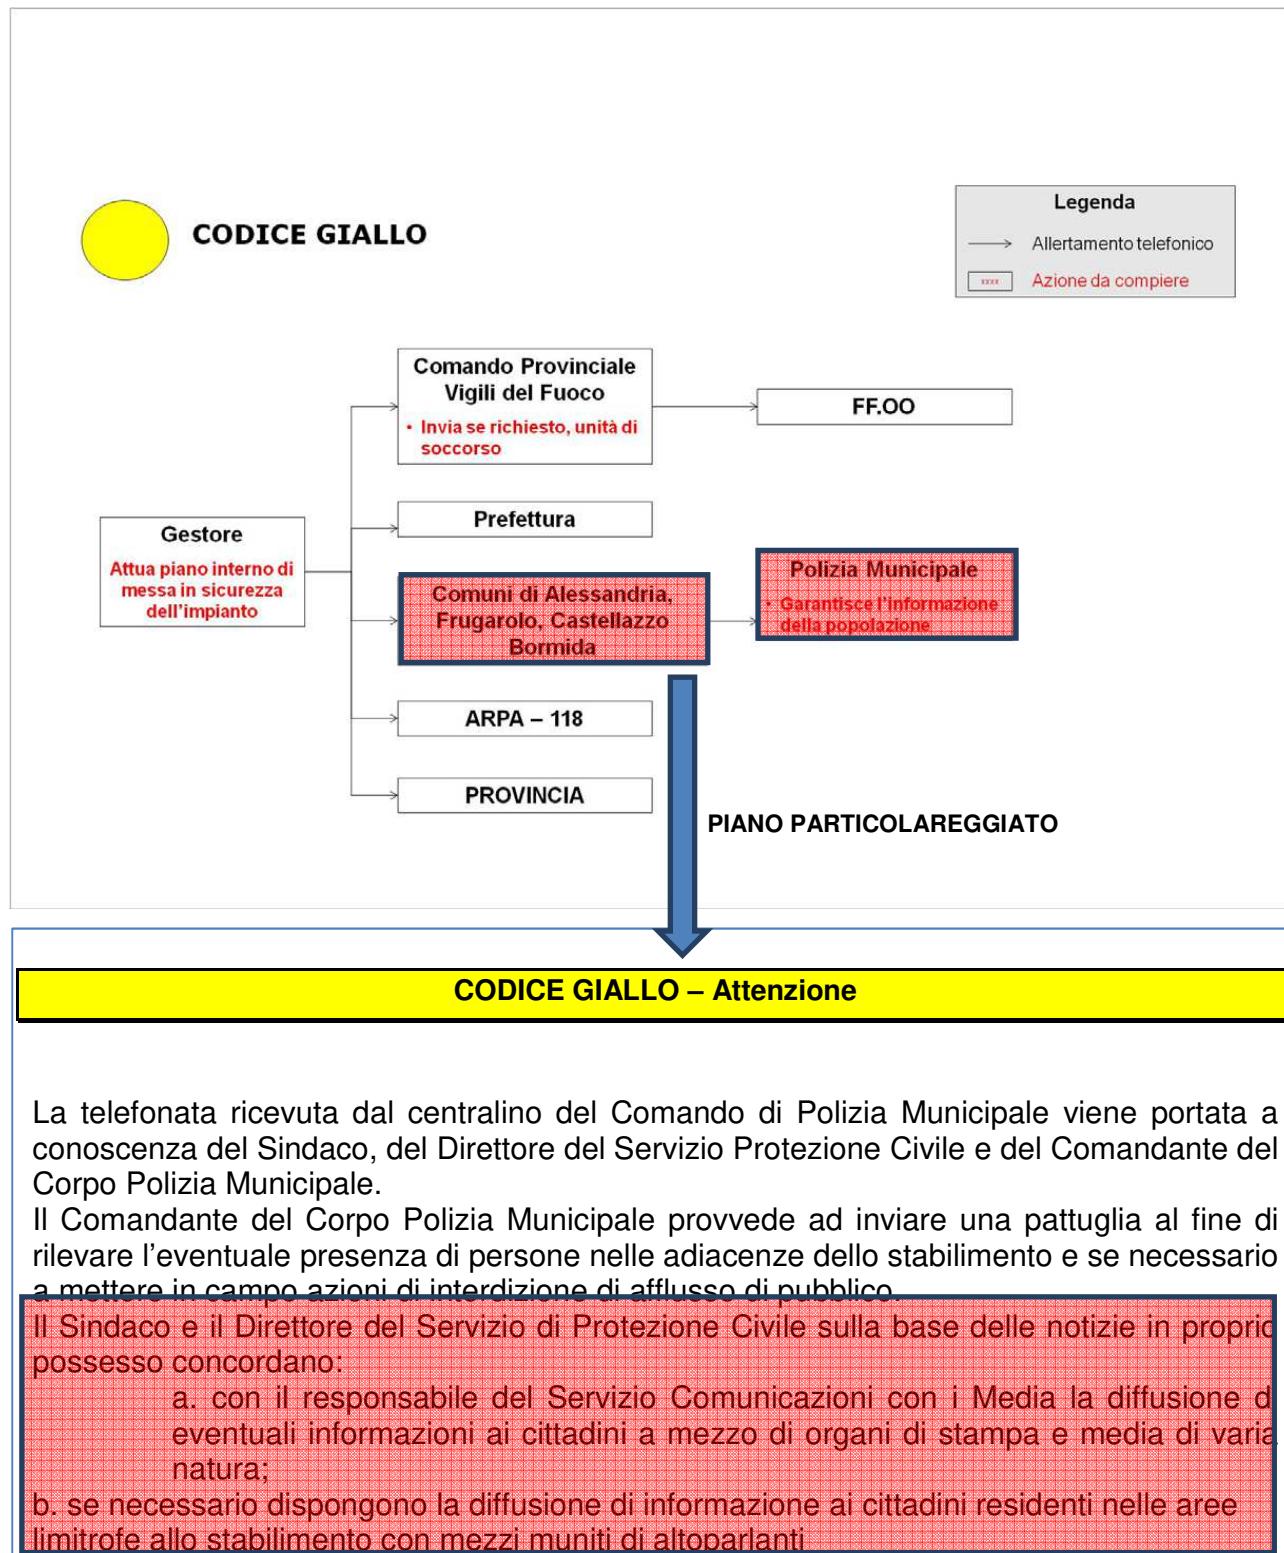 CODICE GIALLO
Legenda
Allertamento telefonico
xxxx
Azione da compiere
Comando Provinciale
Vigili del Fuoco
• Invia se richiesto, unità di
soccorso
FF.OO
Prefettura
Gestore
Attua piano interno di
messa in sicurezza
dell'impianto
Comuni di Alessandria,
Frugarolo, Castellazzo
Bormida
Polizia Municipale
• Garantisce l'informazione
della popolazione
ARPA – 118
PROVINCIA
PIANO PARTICOLAREGGIATO
CODICE GIALLO – Attenzione
La telefonata ricevuta dal centralino del Comando di Polizia Municipale viene portata a
conoscenza del Sindaco, del Direttore del Servizio Protezione Civile e del Comandante del
Corpo Polizia Municipale.
Il Comandante del Corpo Polizia Municipale provvede ad inviare una pattuglia al fine di
rilevare l'eventuale presenza di persone nelle adiacenze dello stabilimento e se necessario
a mettere in campo azioni di interdizione di afflusso di pubblico.
Il Sindaco e il Direttore del Servizio di Protezione Civile sulla base delle notizie in proprio
possesso concordano:
a. con il responsabile del Servizio Comunicazioni con i Media la diffusione di
eventuali informazioni ai cittadini a mezzo di organi di stampa e media di varia
natura;
b. se necessario dispongono la diffusione di informazione ai cittadini residenti nelle aree
limitrofe allo stabilimento con mezzi muniti di altoparlanti